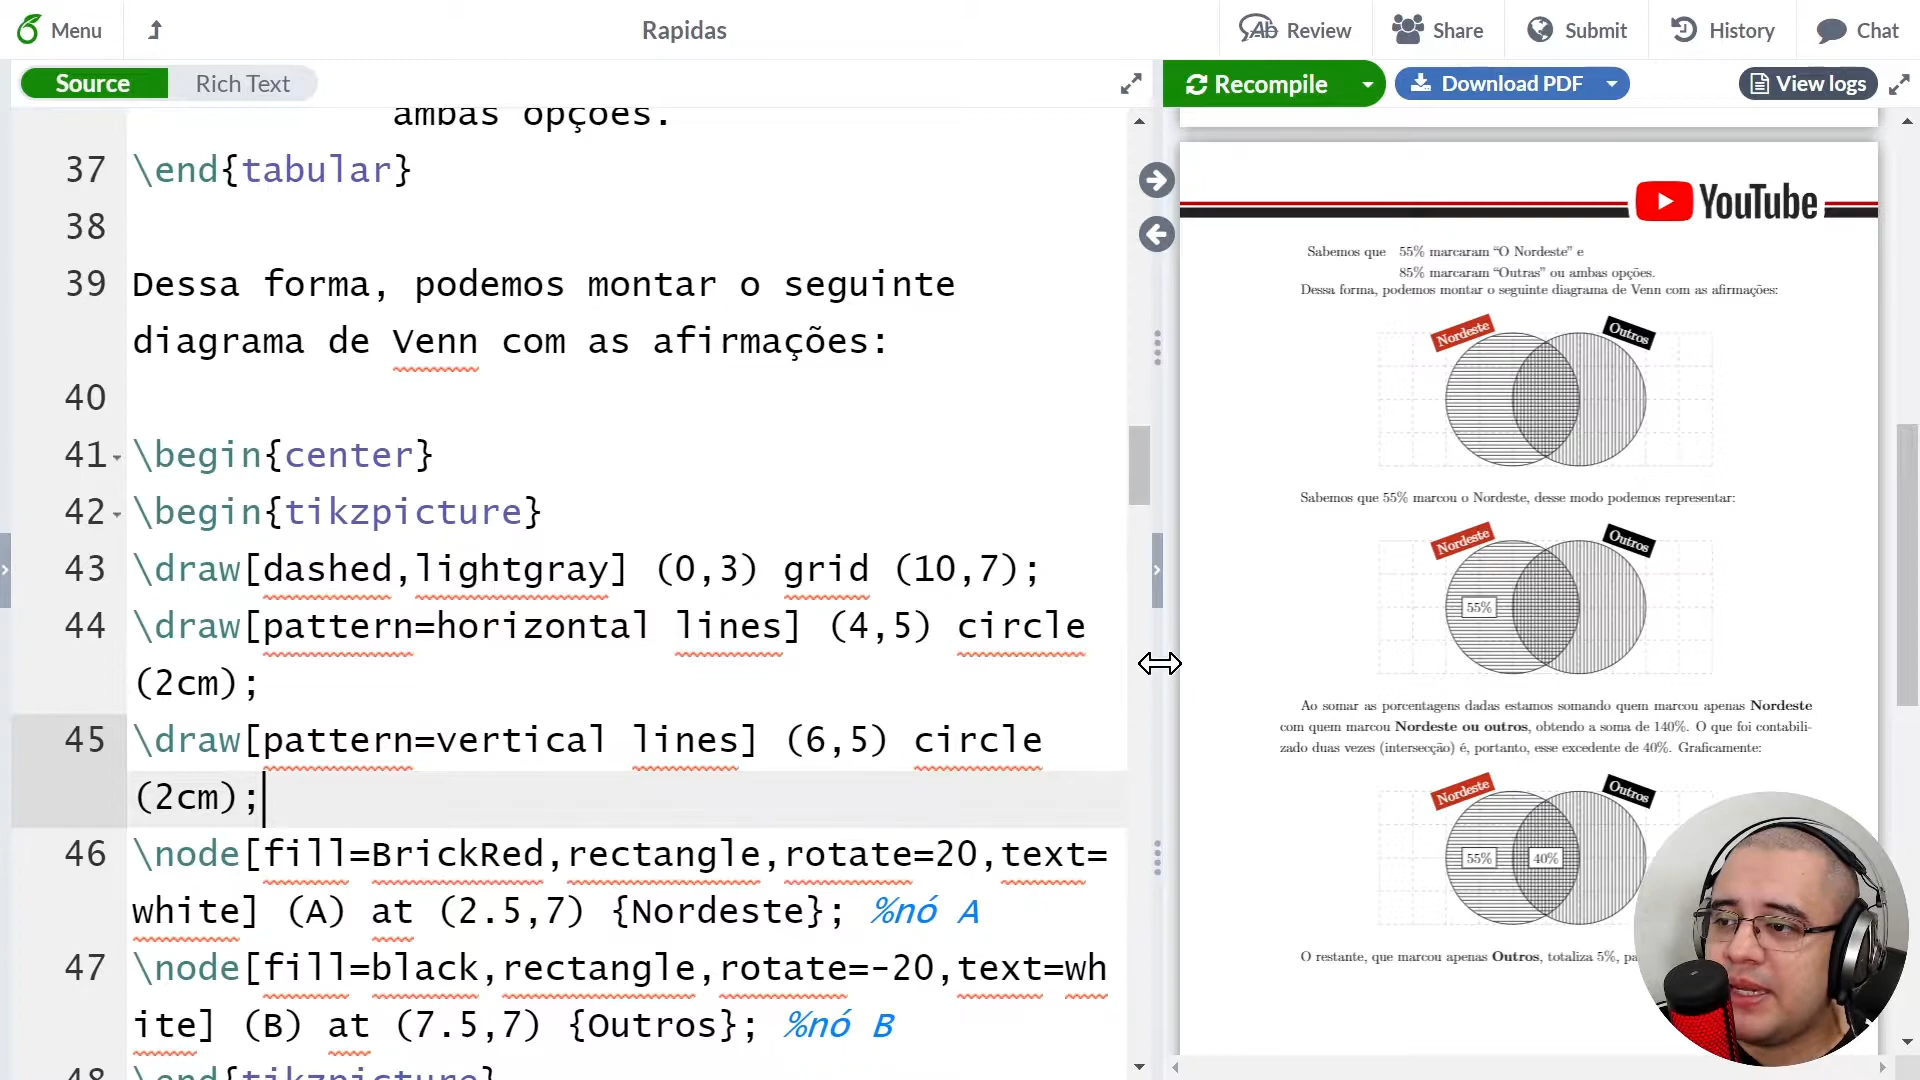 Menu
Rapidas
Review
Share
Submit
History
Chat
Source
Rich Text
Recompile
Download PDF
View logs
ambas opções.
37 \end{tabular}
38
39 Dessa forma, podemos montar o seguinte
diagrama de Venn com as afirmações:
40
41 \begin{center}
42 \begin{tikzpicture}
43 \draw[dashed,lightgray] (0,3) grid (10,7);
44 \draw[pattern=horizontal lines] (4,5) circle
(2cm);
45 \draw[pattern=vertical lines] (6,5) circle
(2cm);
46 \node[fill=BrickRed,rectangle,rotate=20,text=
white] (A) at (2.5,7) {Nordeste}; %nó A
47 \node[fill=black,rectangle,rotate=-20,text=wh
ite] (B) at (7.5,7) {Outros}; %nó B
48 \end{tikzpicture}
YouTube
Sabemos que 55% marcaram “O Nordeste” e
85% marcaram “Outras” ou ambas opções.
Dessa forma, podemos montar o seguinte diagrama de Venn com as afirmações:
Nordeste
Outros
Sabemos que 55% marcou o Nordeste, desse modo podemos representar:
Nordeste
Outros
55%
Ao somar as porcentagens dadas estamos somando quem marcou apenas Nordeste
com quem marcou Nordeste ou outros, obtendo a soma de 140%. O que foi contabili-
zado duas vezes (intersecção) é, portanto, esse excedente de 40%. Graficamente:
Nordeste
Outros
55%
40%
O restante, que marcou apenas Outros, totaliza 5%,